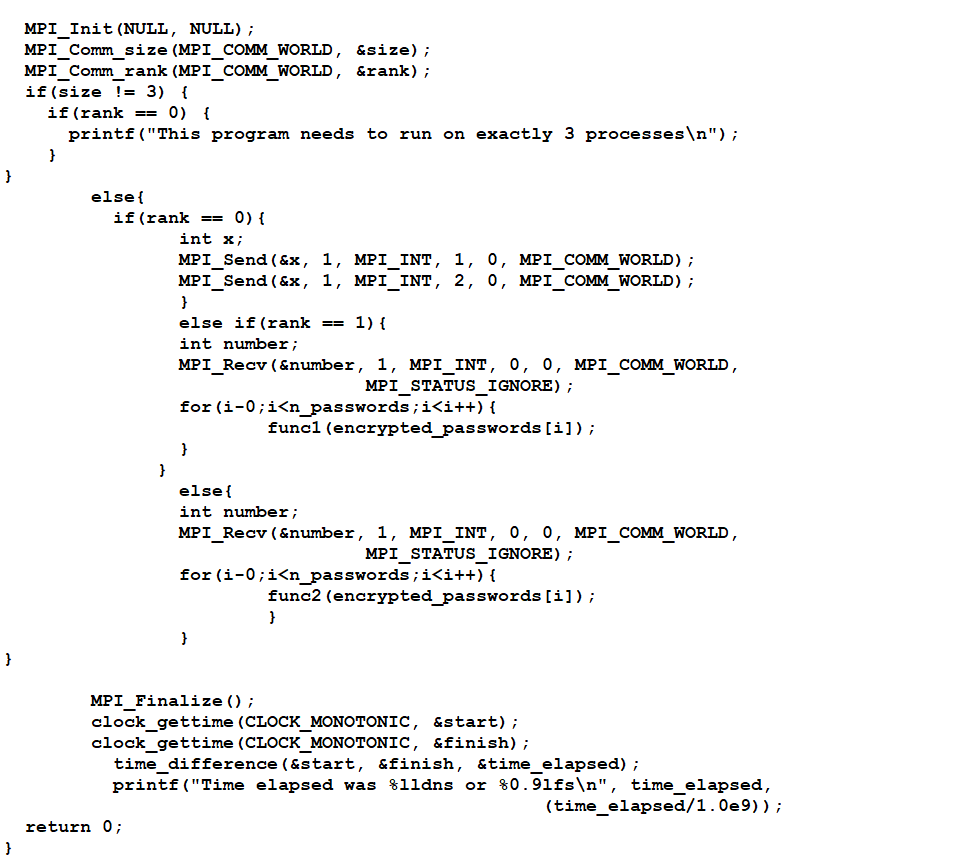 MPI_Init(NULL, NULL);
MPI_Comm_size(MPI_COMM_WORLD, &size);
MPI_Comm_rank(MPI_COMM_WORLD, &rank);
if(size != 3) {
if(rank == 0) {
printf("This program needs to run on exactly 3 processes\n");
}
}
else{
if(rank == 0){
int x;
MPI_Send(&x, 1, MPI_INT, 1, 0, MPI_COMM_WORLD);
MPI_Send(&x, 1, MPI_INT, 2, 0, MPI_COMM_WORLD);
}
else if(rank == 1){
int number;
MPI_Recv(&number, 1, MPI_INT, 0, 0, MPI_COMM_WORLD,
MPI_STATUS_IGNORE);
for(i-0;i<n_passwords;i<i++){
func1(encrypted_passwords[i]);
}
}
else{
int number;
MPI_Recv(&number, 1, MPI_INT, 0, 0, MPI_COMM_WORLD,
MPI_STATUS_IGNORE);
for(i-0;i<n_passwords;i<i++){
func2(encrypted_passwords[i]);
}
}
}
MPI_Finalize();
clock_gettime(CLOCK_MONOTONIC, &start);
clock_gettime(CLOCK_MONOTONIC, &finish);
time_difference(&start, &finish, &time_elapsed);
printf("Time elapsed was %lldns or %0.9lfs\n", time_elapsed,
(time_elapsed/1.0e9));
return 0;
}